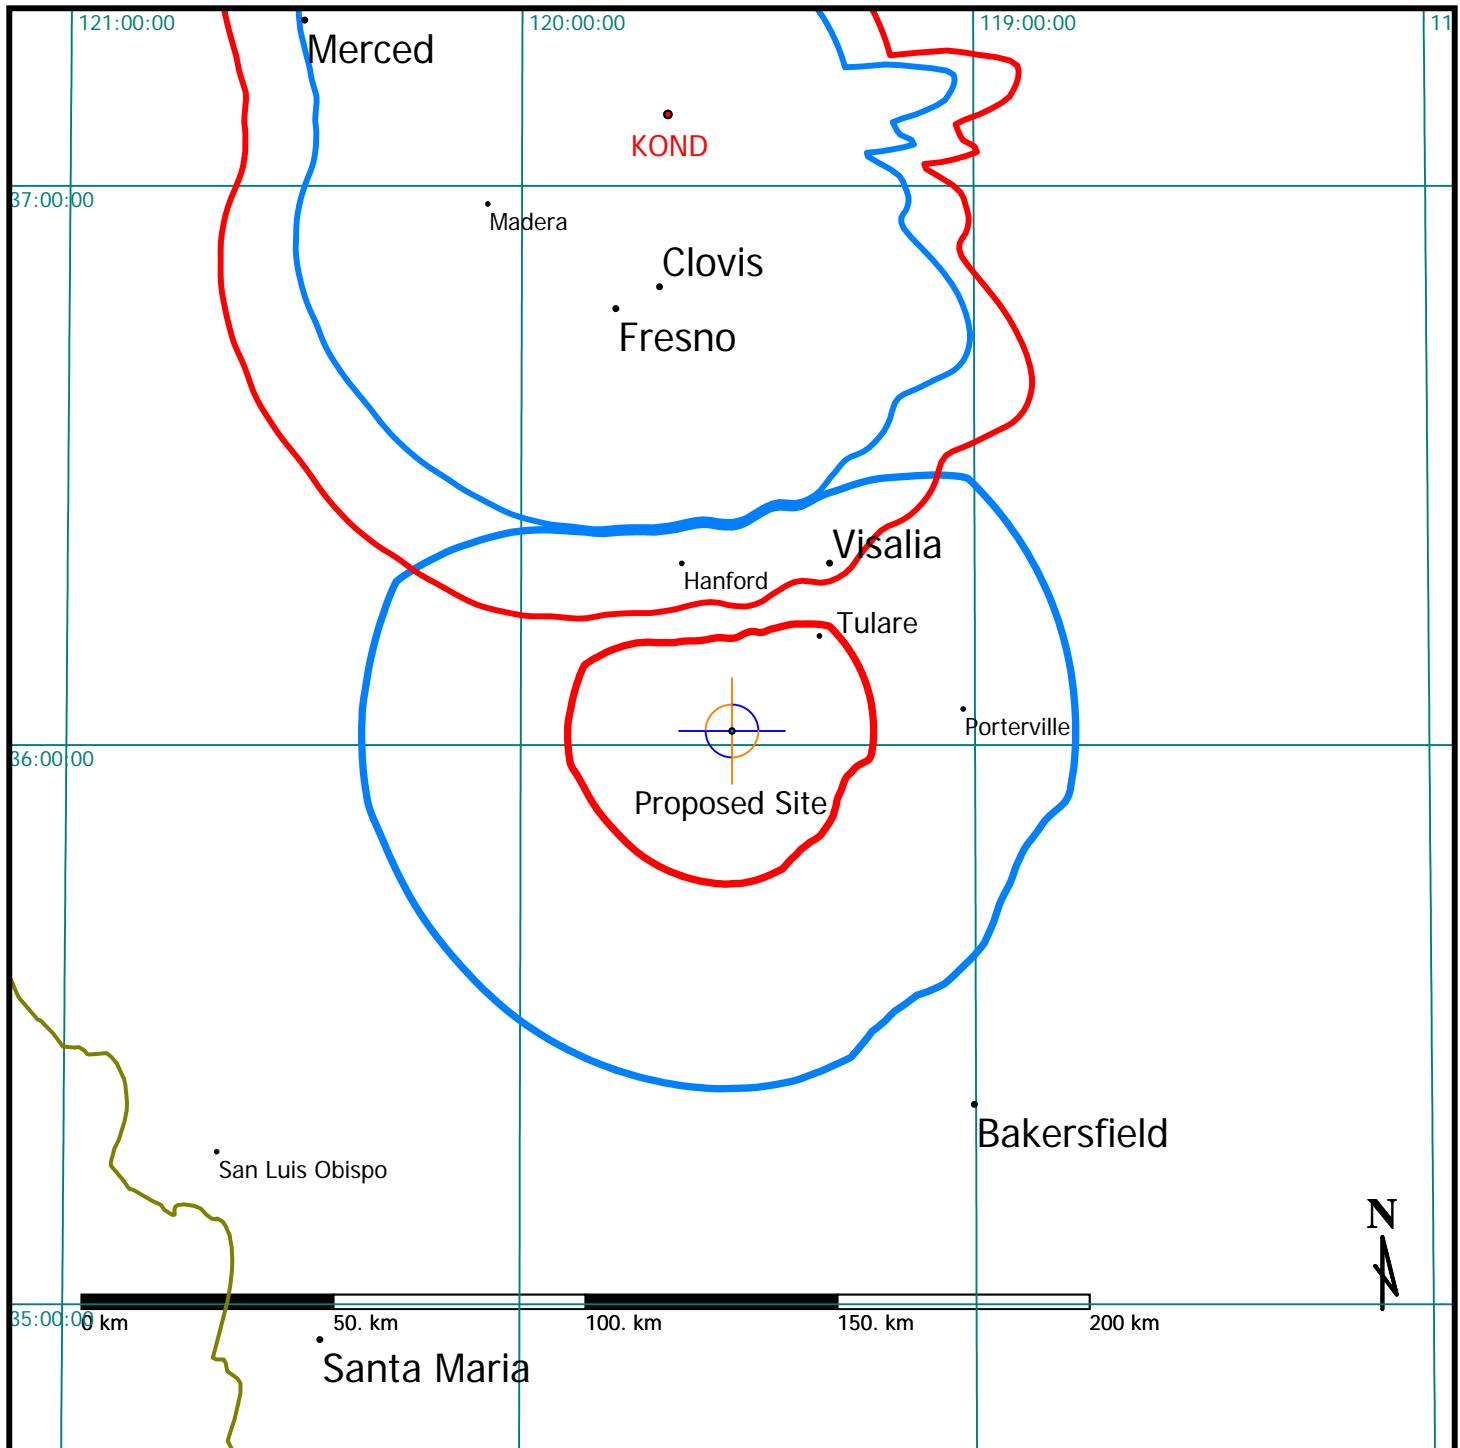 121:00:00
120:00:00
119:00:00
11
Merced
KOND
37:00:00
Madera
Clovis
Fresno
Visalia
Hanford
Tulare
Porterville
36:00:00
Proposed Site
Bakersfield
San Luis Obispo
N
35:00:00
0 km
50. km
100. km
150. km
200 km
Santa Maria